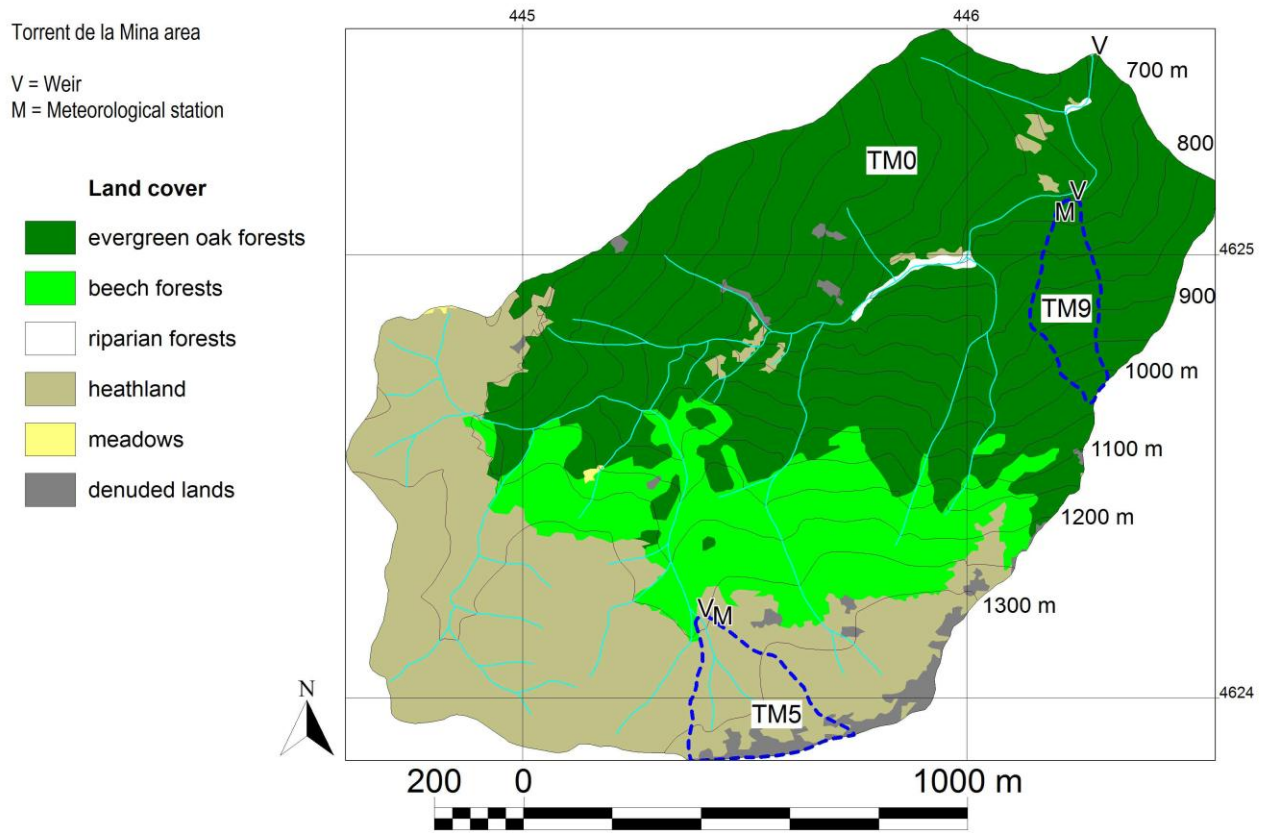 Torrent de la Mina area
V = Weir
M = Meteorological station
Land cover
evergreen oak forests
beech forests
riparian forests
heathland
meadows
denuded lands
445
446
V
700 m
800
TM0
V
M
4625
TM9
900
1000 m
1100 m
1200 m
1300 m
V
M
4624
TM5
N
200 0 1000 m